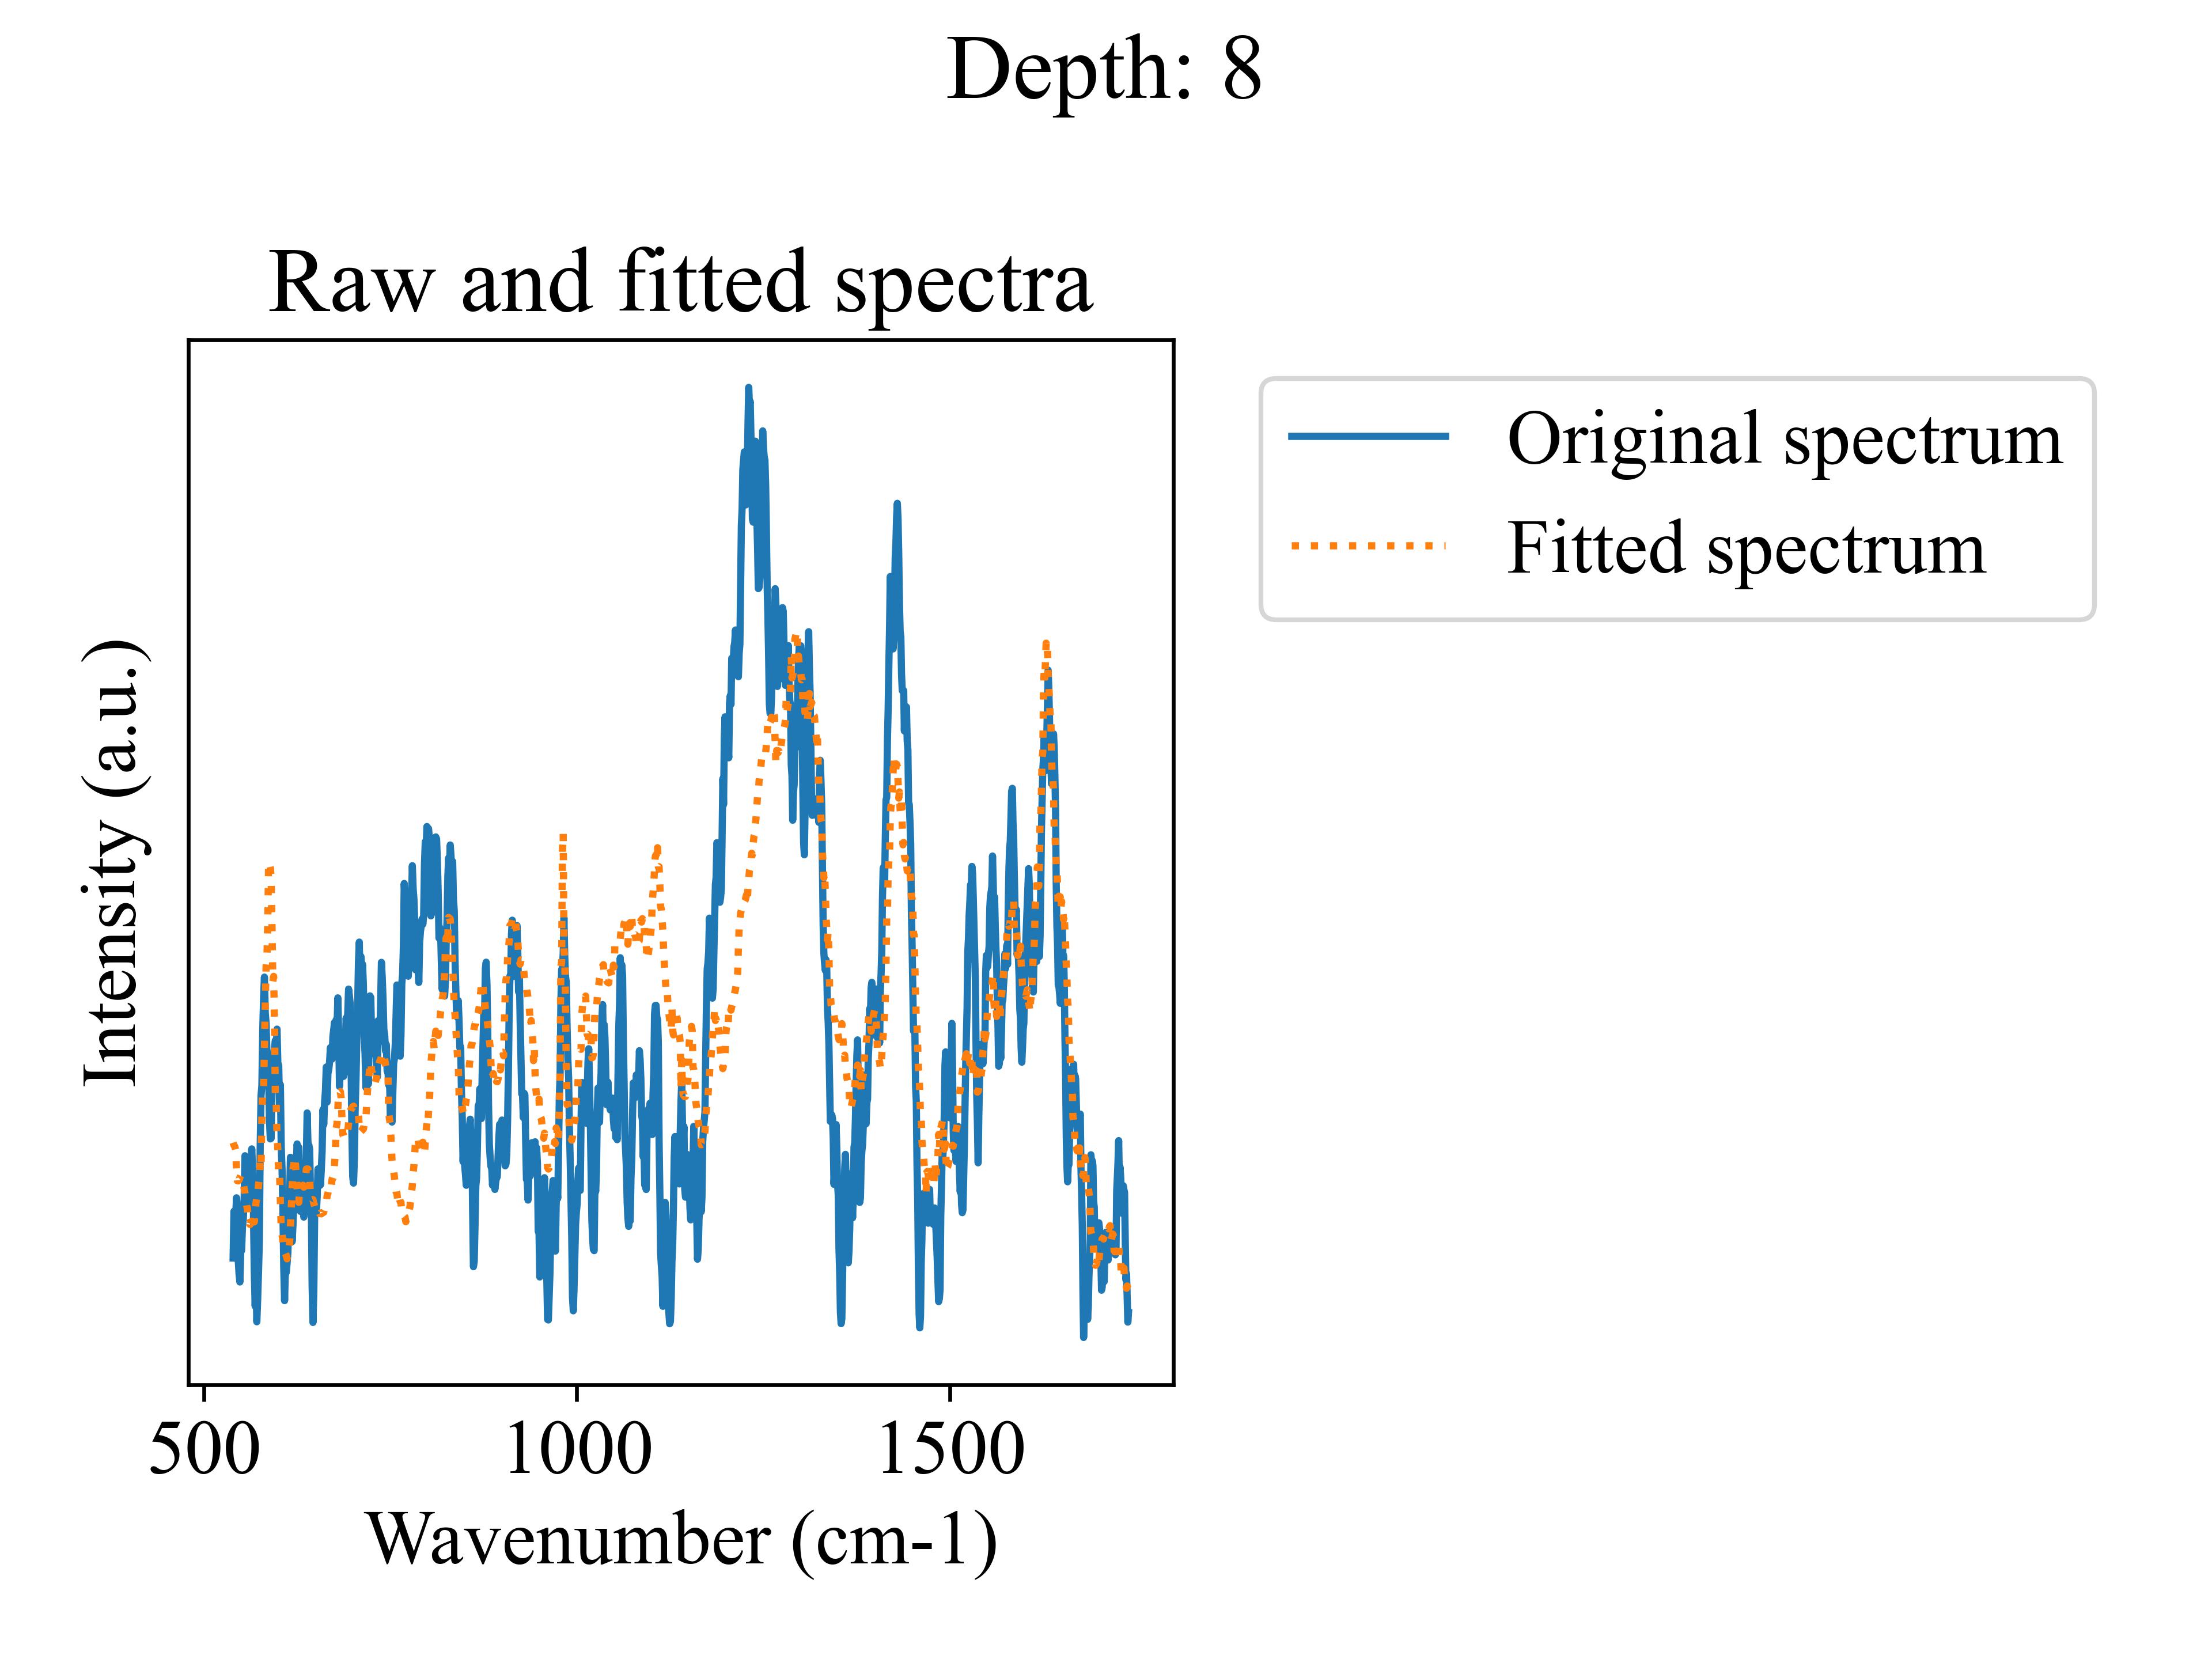 Depth: 8
Raw and fitted spectra
Original spectrum
Fitted spectrum
Intensity (a.u.)
500 1000 1500
Wavenumber (cm-1)